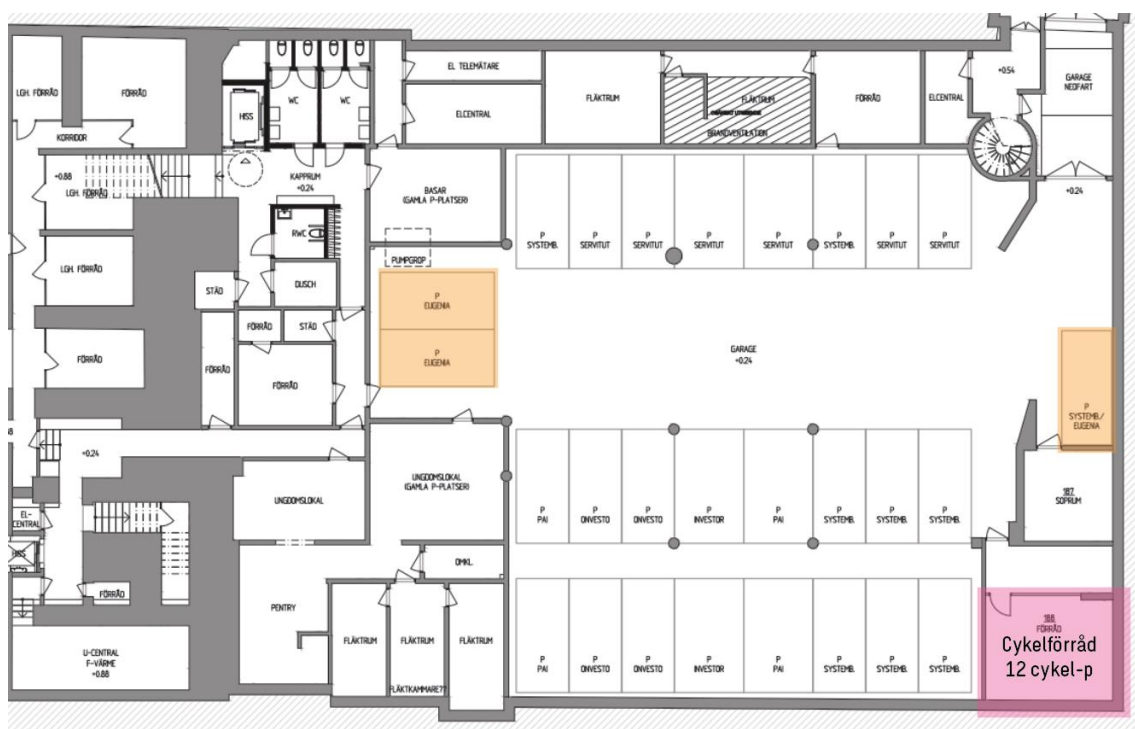 LGH. FÖRRÅD
FÖRRÅD
KORRIDOR
HISS
WC
WC
EL TELEMÄTARE
ELCENTRAL
FLÄKTRUM
FLÄKTRUM
BRANDVENTILATION
FÖRRÅD
ELCENTRAL
+0.54
GARAGE
NEDFART
+0.88
LGH. FÖRRÅD
KAPPRUM
+0.24
BASAR
(GAMLA P-PLATSER)
+0.24
P
SYSTEMB.
P
SERVITUT
P
SERVITUT
P
SERVITUT
P
SERVITUT
P
SYSTEMB.
P
SERVITUT
P
SERVITUT
RWC
PUMPGROP
LGH. FÖRRÅD
STÄD
DUSCH
P
EUGENIA
P
EUGENIA
FÖRRÅD
STÄD
FÖRRÅD
FÖRRÅD
FÖRRÅD
GARAGE
+0.24
P
SYSTEMB./
EUGENIA
+0.24
UNGDOMSLOKAL
UNGDOMSLOKAL
(GAMLA P-PLATSER)
187
SOPRUM
EL-
CENTRAL
HISS
P
PAI
P
ONVESTO
P
ONVESTO
P
INVESTOR
P
PAI
P
SYSTEMB.
P
SYSTEMB.
P
SYSTEMB.
OMKL.
FÖRRÅD
PENTRY
FLÄKTRUM
FLÄKTRUM
FLÄKTRUM
FLÄKTKAMMARE??
U-CENTRAL
F-VÄRME
+0.88
P
PAI
P
ONVESTO
P
ONVESTO
P
INVESTOR
P
PAI
P
SYSTEMB.
P
SYSTEMB.
P
SYSTEMB.
188
FÖRRÅD
Cykelförråd
12 cykel-p